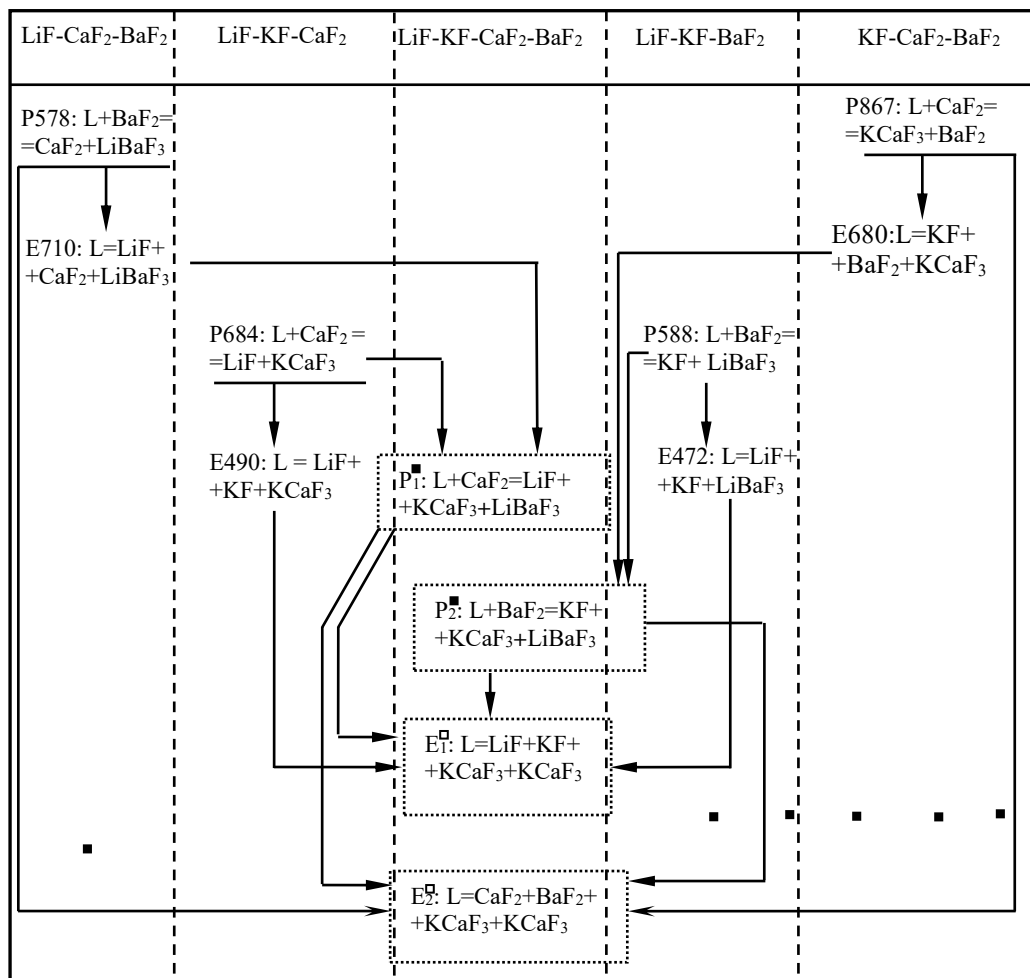 LiF-CaF₂-BaF₂
LiF-KF-CaF₂
LiF-KF-CaF₂-BaF₂
LiF-KF-BaF₂
KF-CaF₂-BaF₂
P578: L+BaF₂=
=CaF₂+LiBaF₃
P867: L+CaF₂=
=KCaF₃+BaF₂
E710: L=LiF+
+CaF₂+LiBaF₃
E680:L=KF+
+BaF₂+KCaF₃
P684: L+CaF₂ =
=LiF+KCaF₃
P588: L+BaF₂=
=KF+ LiBaF₃
E490: L = LiF+
+KF+KCaF₃
P₁■: L+CaF₂=LiF+
+KCaF₃+LiBaF₃
E472: L=LiF+
+KF+LiBaF₃
P₂■: L+BaF₂=KF+
+KCaF₃+LiBaF₃
E₁□: L=LiF+KF+
+KCaF₃+KCaF₃
E₂□: L=CaF₂+BaF₂+
+KCaF₃+KCaF₃